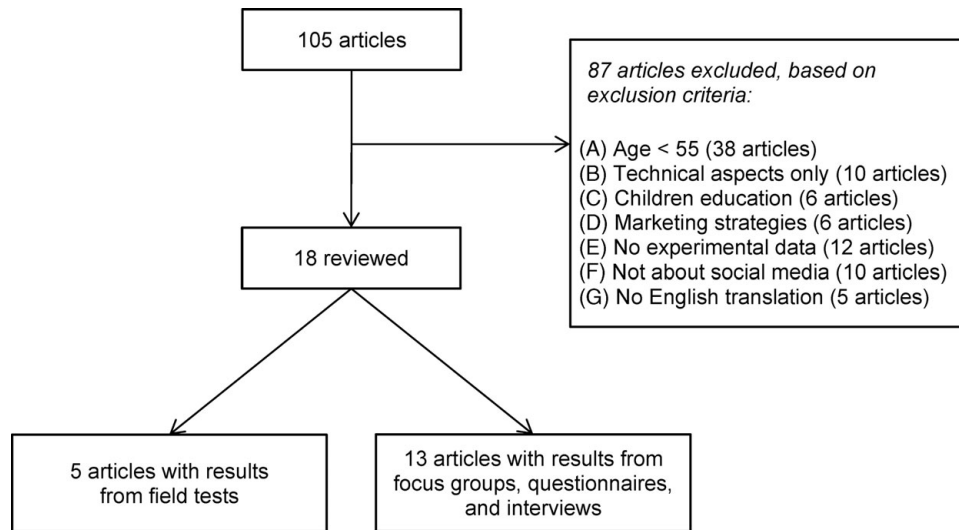 105 articles
87 articles excluded, based on
exclusion criteria:
(A) Age < 55 (38 articles)
(B) Technical aspects only (10 articles)
(C) Children education (6 articles)
(D) Marketing strategies (6 articles)
(E) No experimental data (12 articles)
(F) Not about social media (10 articles)
(G) No English translation (5 articles)
18 reviewed
5 articles with results
from field tests
13 articles with results from
focus groups, questionnaires,
and interviews